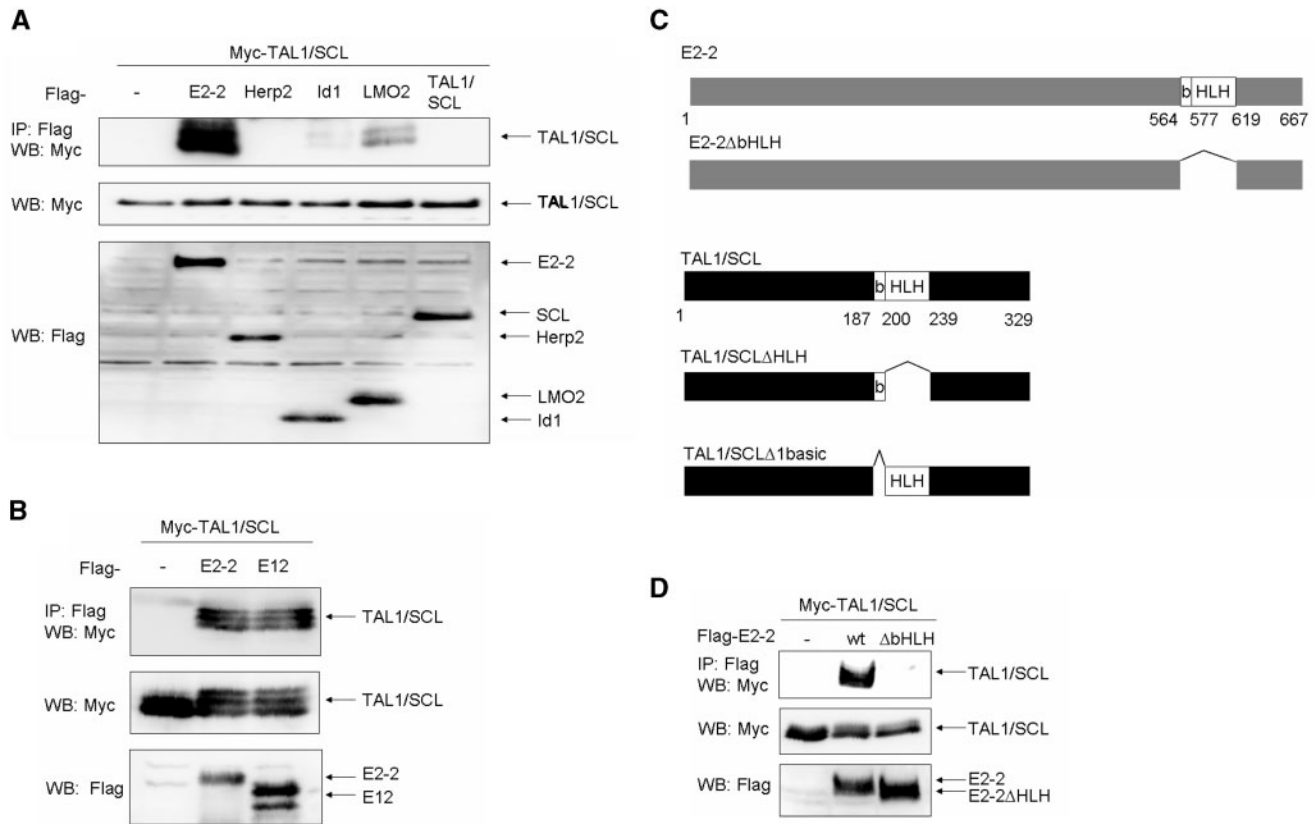 A
Myc-TAL1/SCL
Flag- - E2-2 Herp2 Id1 LMO2 TAL1/
SCL
IP: Flag
WB: Myc
TAL1/SCL
WB: Myc
TAL1/SCL
WB: Flag
E2-2
SCL
Herp2
LMO2
Id1
B
Myc-TAL1/SCL
Flag- - E2-2 E12
IP: Flag
WB: Myc
TAL1/SCL
WB: Myc
TAL1/SCL
WB: Flag
E2-2
E12
C
E2-2
b HLH
1 564 577 619 667
E2-2ΔbHLH
TAL1/SCL
b HLH
1 187 200 239 329
TAL1/SCLΔHLH
b
TAL1/SCLΔ1basic
HLH
D
Myc-TAL1/SCL
Flag-E2-2 - wt ΔbHLH
IP: Flag
WB: Myc
TAL1/SCL
WB: Myc
TAL1/SCL
WB: Flag
E2-2
E2-2ΔHLH